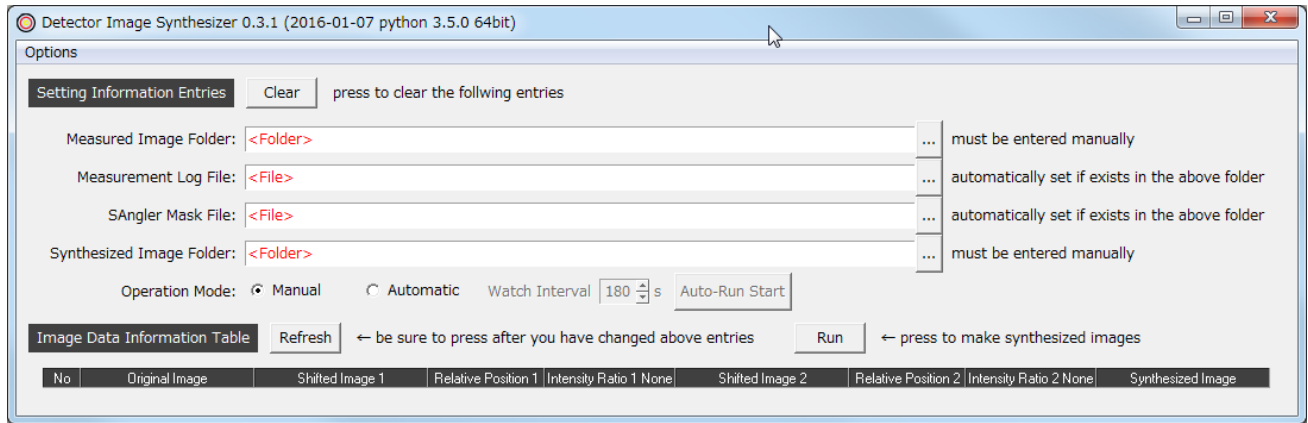 Detector Image Synthesizer 0.3.1 (2016-01-07 python 3.5.0 64bit)
Options
Setting Information Entries Clear press to clear the follwing entries
Measured Image Folder: <Folder> ... must be entered manually
Measurement Log File: <File> ... automatically set if exists in the above folder
SAngler Mask File: <File> ... automatically set if exists in the above folder
Synthesized Image Folder: <Folder> ... must be entered manually
Operation Mode: Manual Automatic Watch Interval 180 s Auto-Run Start
Image Data Information Table Refresh ← be sure to press after you have changed above entries Run ← press to make synthesized images
No Original Image Shifted Image 1 Relative Position 1 Intensity Ratio 1 None Shifted Image 2 Relative Position 2 Intensity Ratio 2 None Synthesized Image